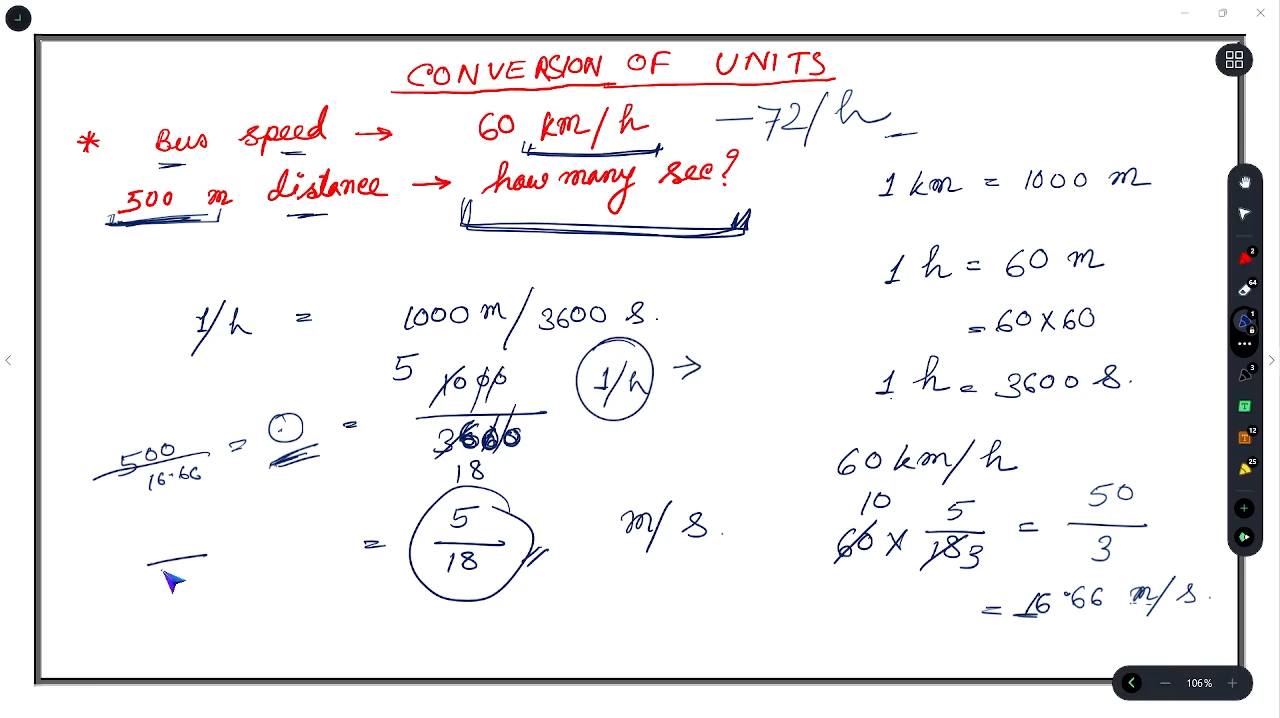 CONVERSION OF UNITS
* Bus speed → 60 km/h - 72/h
500 m distance → how many sec?
1 km = 1000 m
1 h = 60 m
= 60 x 60
1 h = 3600 s.
1/h = 1000 m/3600 s.
5
1000
= 3600
18
1/h →
500
16.66 =
= 5
18 m/s.
60 km/h
10 5 50
60 x 183 = 3
= 16.66 m/s.
106%